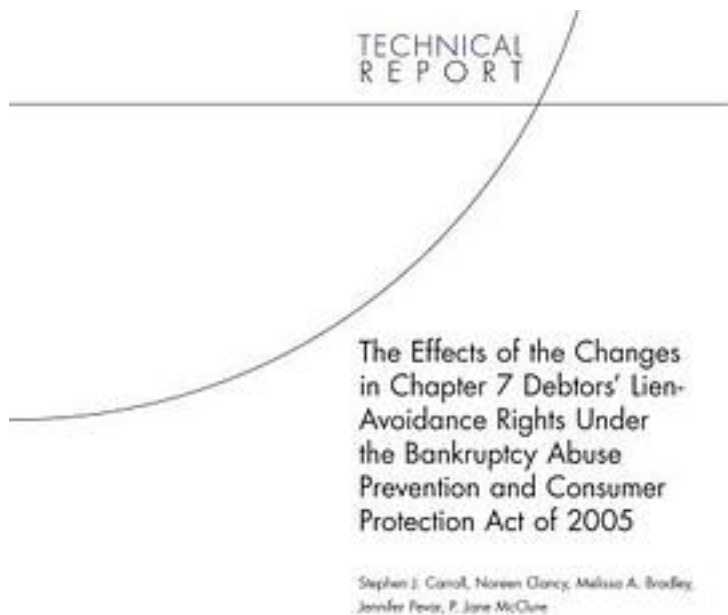 TECHNICAL
REPORT
The Effects of the Changes
in Chapter 7 Debtors' Lien-
Avoidance Rights Under
the Bankruptcy Abuse
Prevention and Consumer
Protection Act of 2005
Stephen J. Carroll, Noreen Clancy, Melissa A. Bradley,
Jennifer Pevar, P. Jane McClure